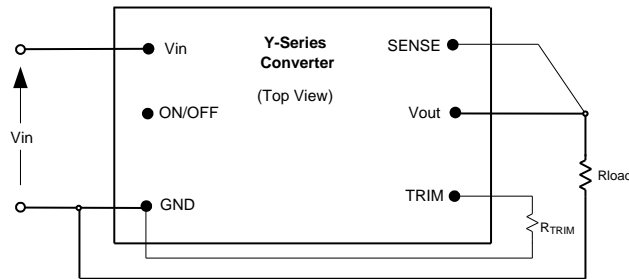 Y-Series
Converter
(Top View)
Vin
SENSE
ON/OFF
Vout
Vin
Rload
GND
TRIM
RTRIM